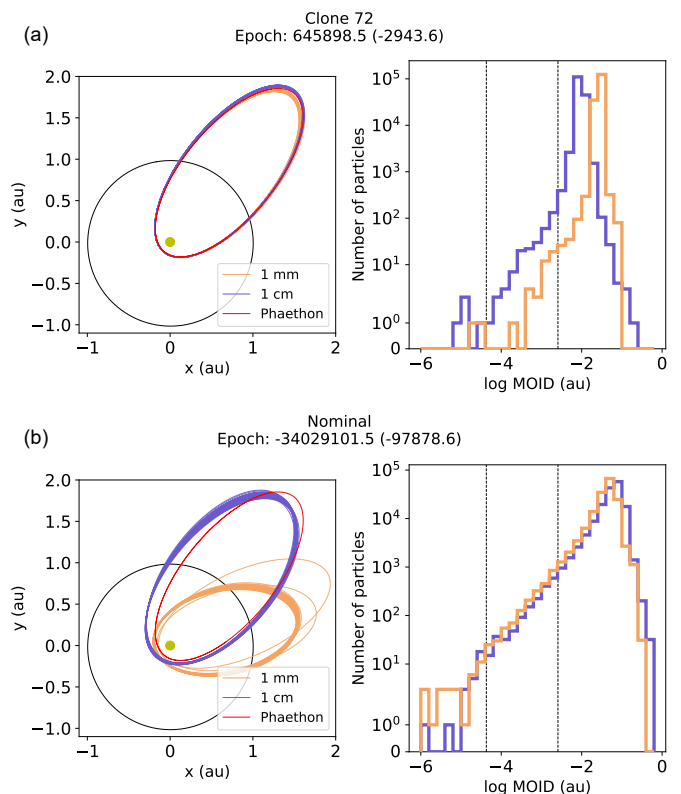 (a)
Clone 72
Epoch: 645898.5 (-2943.6)
2.0
1.5
1.0
0.5
0.0
−0.5
−1.0
y (au)
−1
0
1
2
x (au)
1 mm
1 cm
Phaethon
10^5
10^4
10^3
10^2
10^1
10^0
0
Number of particles
−6
−4
−2
0
log MOID (au)
(b)
Nominal
Epoch: -34029101.5 (-97878.6)
2.0
1.5
1.0
0.5
0.0
−0.5
−1.0
y (au)
−1
0
1
2
x (au)
1 mm
1 cm
Phaethon
10^5
10^4
10^3
10^2
10^1
10^0
0
Number of particles
−6
−4
−2
0
log MOID (au)